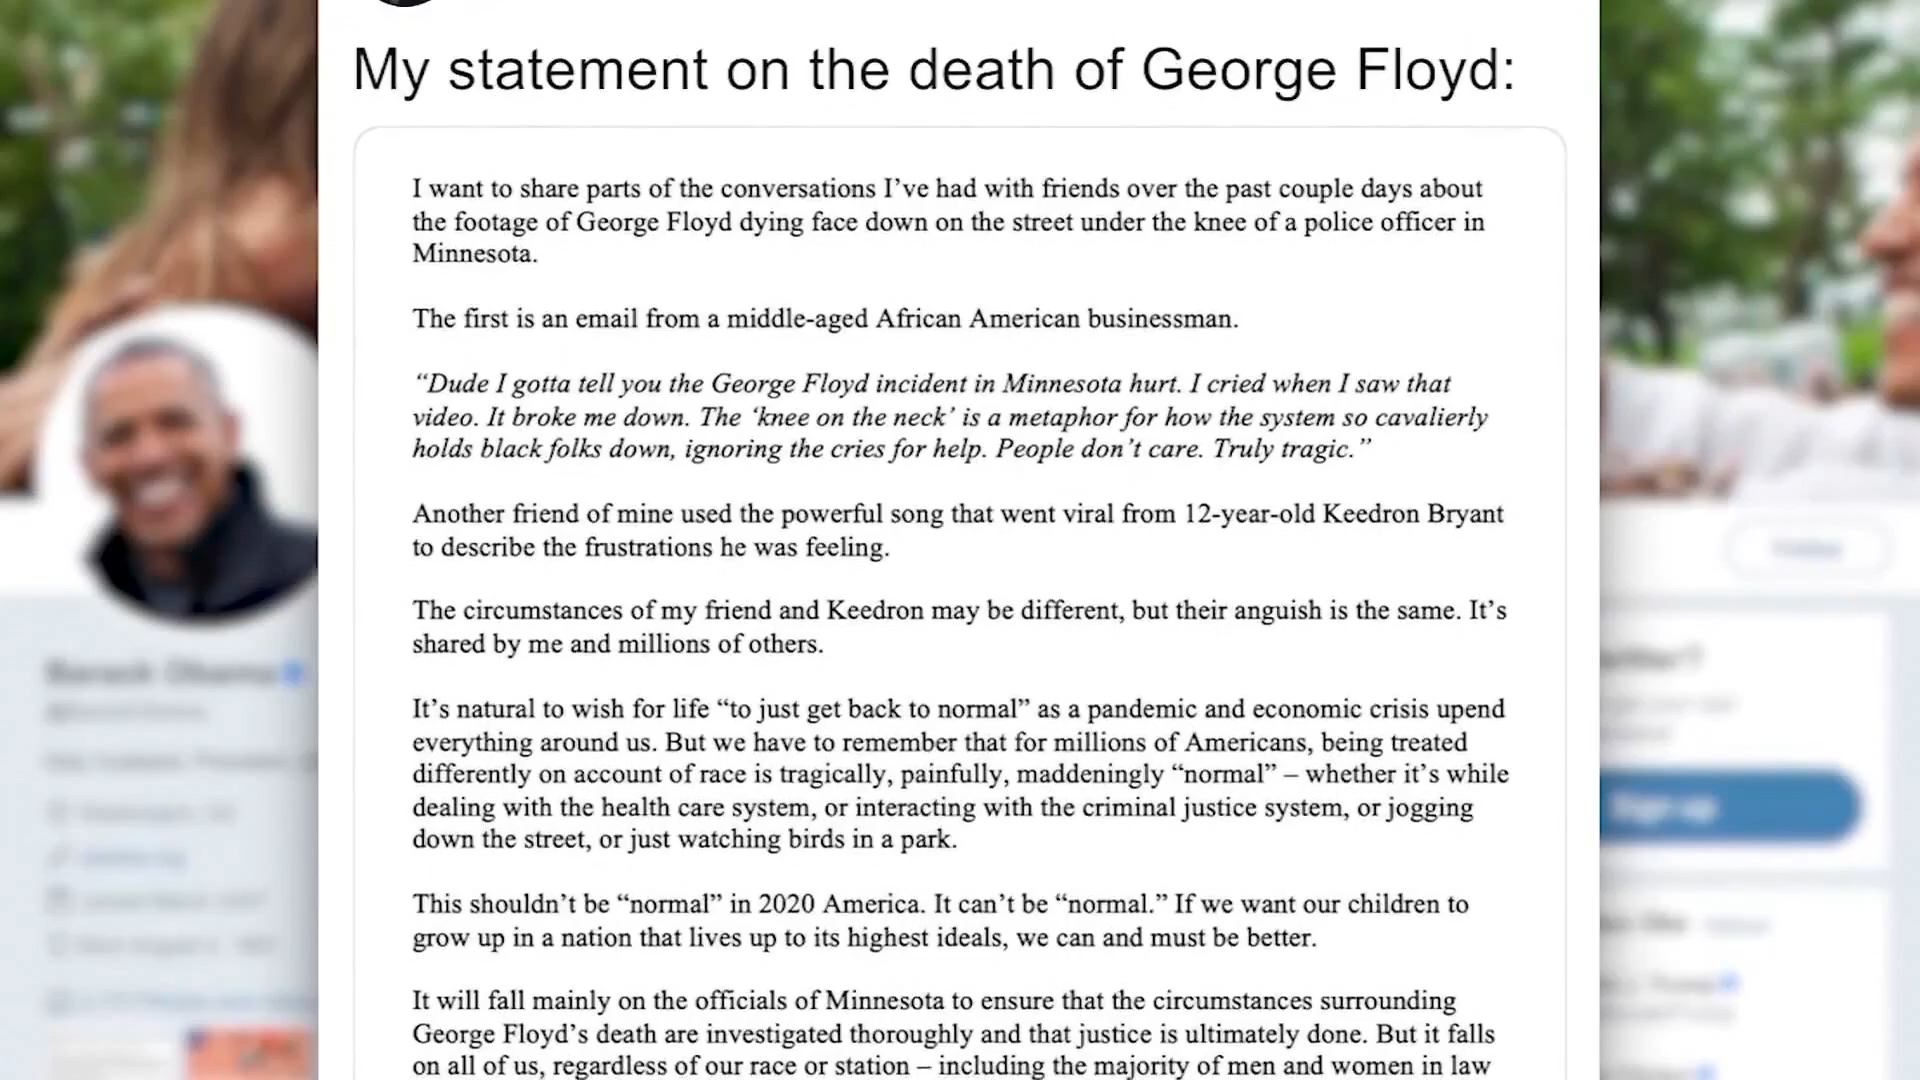 My statement on the death of George Floyd:
I want to share parts of the conversations I’ve had with friends over the past couple days about
the footage of George Floyd dying face down on the street under the knee of a police officer in
Minnesota.
The first is an email from a middle-aged African American businessman.
“Dude I gotta tell you the George Floyd incident in Minnesota hurt. I cried when I saw that
video. It broke me down. The ‘knee on the neck’ is a metaphor for how the system so cavalierly
holds black folks down, ignoring the cries for help. People don’t care. Truly tragic.”
Another friend of mine used the powerful song that went viral from 12-year-old Keedron Bryant
to describe the frustrations he was feeling.
The circumstances of my friend and Keedron may be different, but their anguish is the same. It’s
shared by me and millions of others.
It’s natural to wish for life “to just get back to normal” as a pandemic and economic crisis upend
everything around us. But we have to remember that for millions of Americans, being treated
differently on account of race is tragically, painfully, maddeningly “normal” – whether it’s while
dealing with the health care system, or interacting with the criminal justice system, or jogging
down the street, or just watching birds in a park.
This shouldn’t be “normal” in 2020 America. It can’t be “normal.” If we want our children to
grow up in a nation that lives up to its highest ideals, we can and must be better.
It will fall mainly on the officials of Minnesota to ensure that the circumstances surrounding
George Floyd’s death are investigated thoroughly and that justice is ultimately done. But it falls
on all of us, regardless of our race or station – including the majority of men and women in law
Barack Obama
Sign up